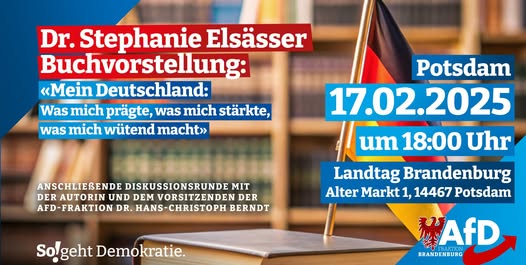 Dr. Stephanie Elsässer
Buchvorstellung:
«Mein Deutschland:
Was mich prägte, was mich stärkte,
was mich wütend macht»
ANSCHLIEßENDE DISKUSSIONSRUNDE MIT
DER AUTORIN UND DEM VORSITZENDEN DER
AFD-FRAKTION DR. HANS-CHRISTOPH BERNDT
So! geht Demokratie.
Potsdam
17.02.2025
um 18:00 Uhr
Landtag Brandenburg
Alter Markt 1, 14467 Potsdam
AfD
FRAKTION
BRANDENBURG